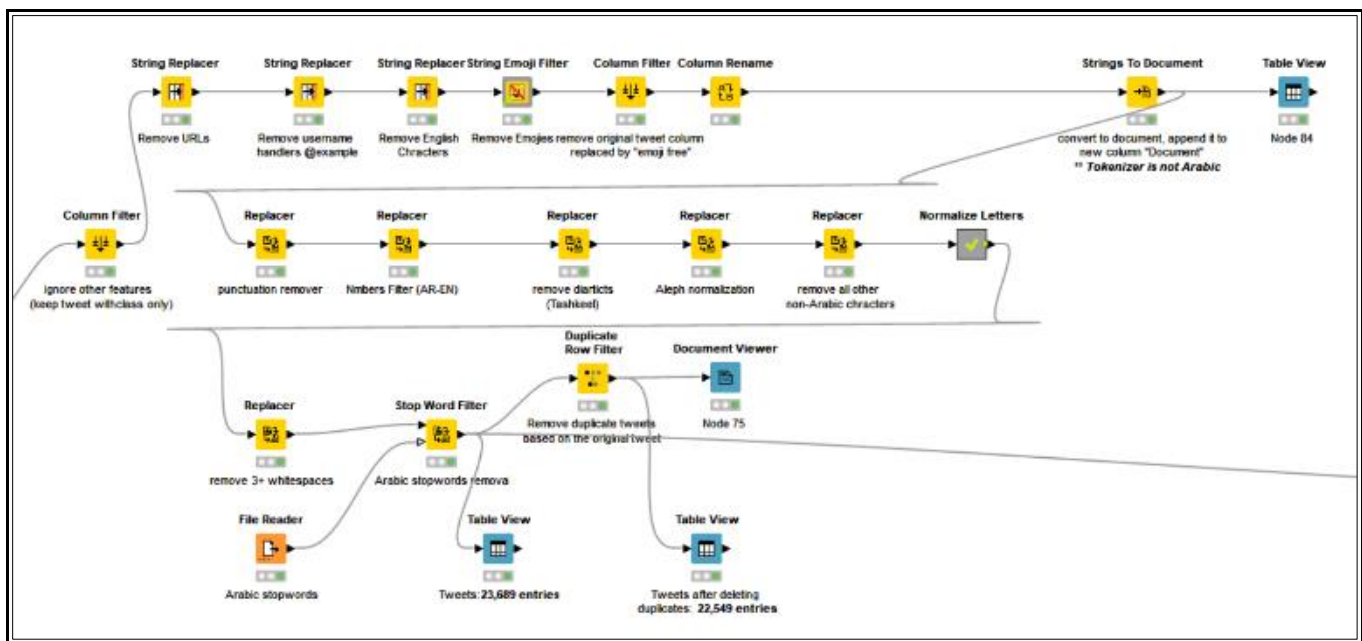 String Replacer
String Replacer
String Replacer
String Emoji Filter
Column Filter
Column Rename
Strings To Document
Table View
Remove URLs
Remove username
handlers @example
Remove English
Chracters
Remove Emojies
remove original tweet column
replaced by "emoji free"
convert to document, append it to
new column "Document"
** Tokenizer is not Arabic
Node 84
Column Filter
Replacer
Replacer
Replacer
Replacer
Replacer
Normalize Letters
ignore other features
(keep tweet withclass only)
punctuation remover
Nmbers Filter (AR-EN)
remove diarticts
(Tashkeel)
Aleph normalization
remove all other
non-Arabic chracters
Duplicate
Row Filter
Document Viewer
Replacer
Stop Word Filter
Remove duplicate tweets
based on the original tweet
Node 75
remove 3+ whitespaces
Arabic stopwords remova
File Reader
Table View
Table View
Arabic stopwords
Tweets: 23,689 entries
Tweets after deleting
duplicates: 22,549 entries